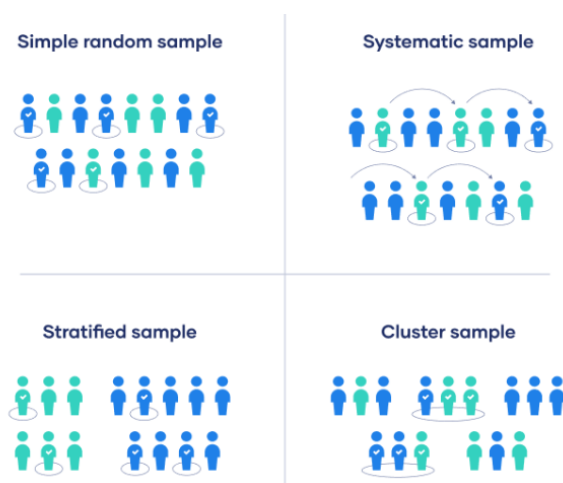 Simple random sample
Systematic sample
Stratified sample
Cluster sample